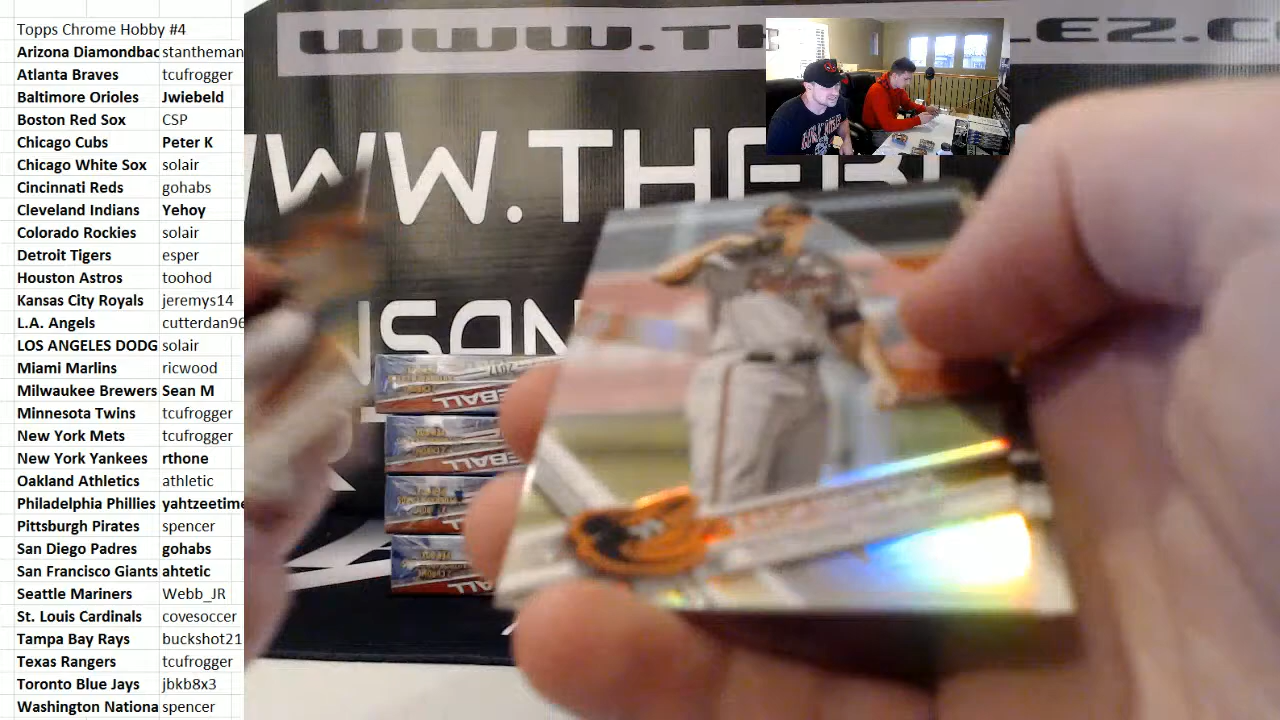 Topps Chrome Hobby #4
Arizona Diamondbac stantheman
Atlanta Braves tcufrogger
Baltimore Orioles Jwiebeld
Boston Red Sox CSP
Chicago Cubs Peter K
Chicago White Sox solair
Cincinnati Reds gohabs
Cleveland Indians Yehoy
Colorado Rockies solair
Detroit Tigers esper
Houston Astros toohod
Kansas City Royals jeremys14
L.A. Angels cutterdan96
LOS ANGELES DODG solair
Miami Marlins ricwood
Milwaukee Brewers Sean M
Minnesota Twins tcufrogger
New York Mets tcufrogger
New York Yankees rthone
Oakland Athletics athletic
Philadelphia Phillies yahtzeetime
Pittsburgh Pirates spencer
San Diego Padres gohabs
San Francisco Giants ahtetic
Seattle Mariners Webb_JR
St. Louis Cardinals covesoccer
Tampa Bay Rays buckshot21
Texas Rangers tcufrogger
Toronto Blue Jays jbkb8x3
Washington Nationa spencer
WWW.TH EZ.C
WWW.THE
NSON